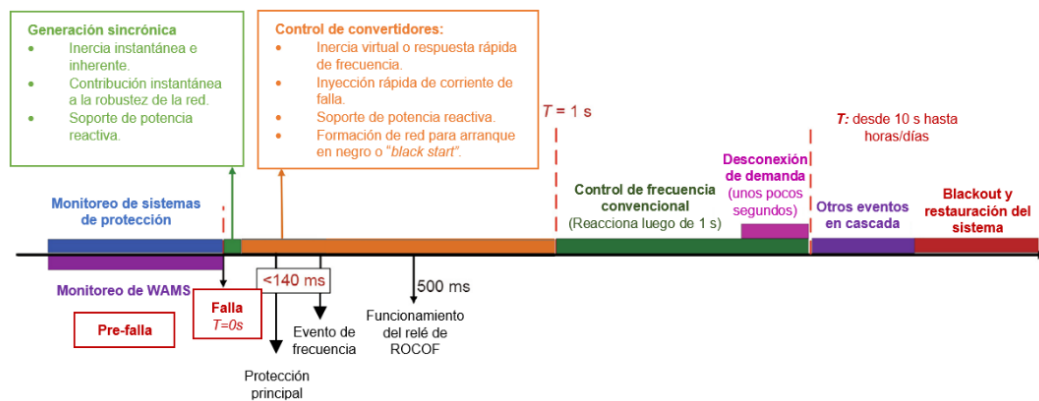 Generación sincrónica
• Inercia instantánea e
inherente.
• Contribución instantánea
a la robustez de la red.
• Soporte de potencia
reactiva.
Control de convertidores:
• Inercia virtual o respuesta rápida
de frecuencia.
• Inyección rápida de corriente de
falla.
• Soporte de potencia reactiva.
• Formación de red para arranque
en negro o "black start".
T = 1 s
T: desde 10 s hasta
horas/días
Monitoreo de sistemas
de protección
Control de frecuencia
convencional
(Reacciona luego de 1 s)
Desconexión
de demanda
(unos pocos
segundos)
Otros eventos
en cascada
Blackout y
restauración del
sistema
Monitoreo de WAMS
Pre-falla
Falla
T=0s
<140 ms
500 ms
Evento de
frecuencia
Funcionamiento
del relé de
ROCOF
Protección
principal